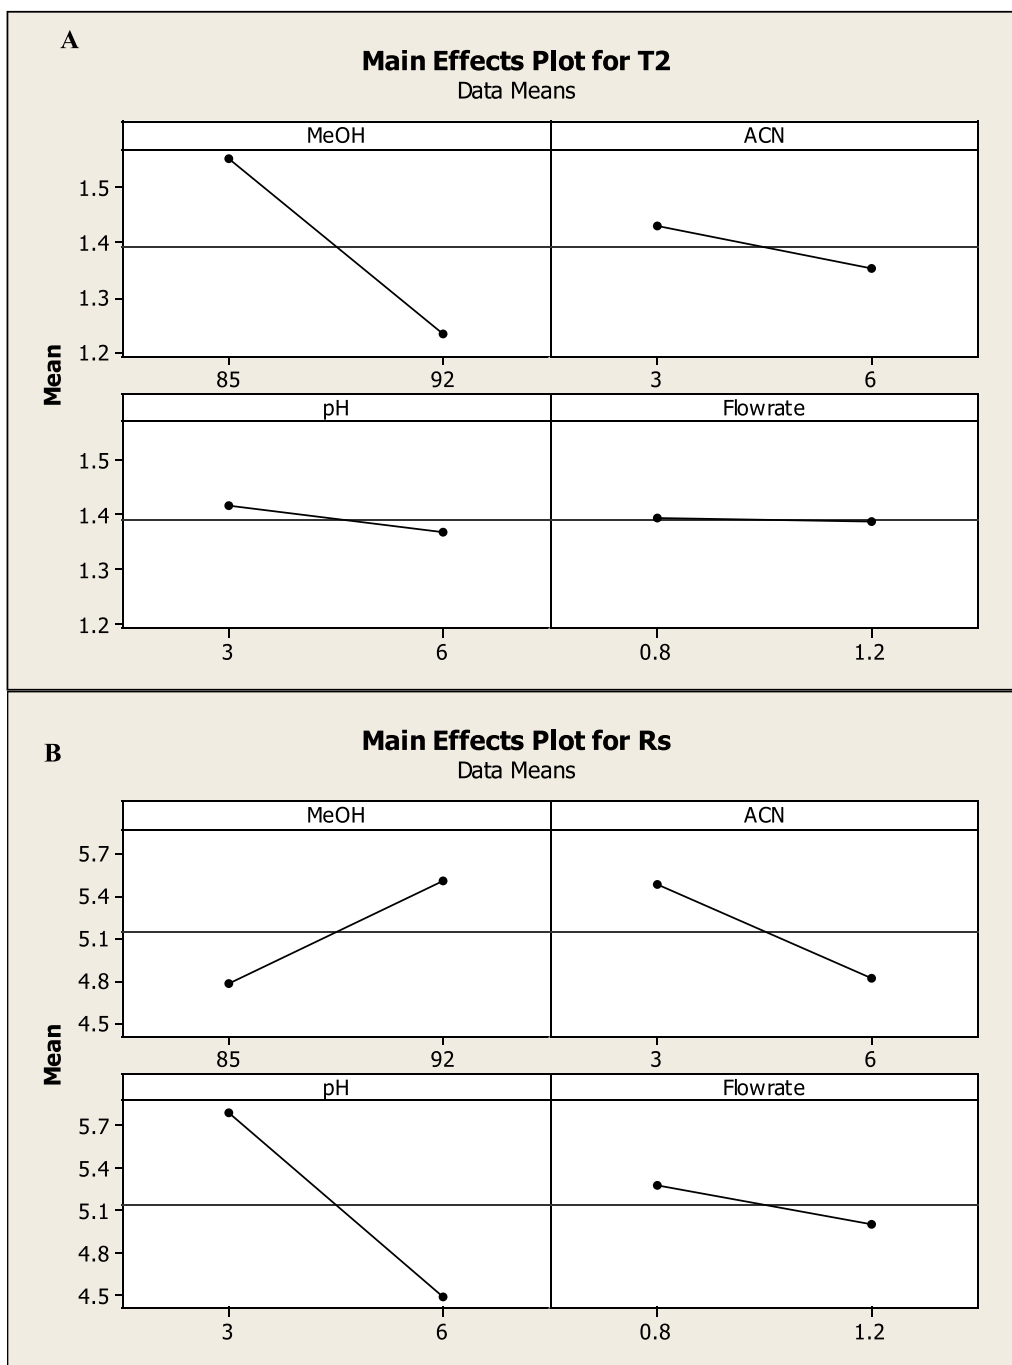 A
Main Effects Plot for T2
Data Means
MeOH ACN
1.5
1.4
1.3
1.2
85 92 3 6
Mean
pH Flowrate
1.5
1.4
1.3
1.2
3 6 0.8 1.2
B
Main Effects Plot for Rs
Data Means
MeOH ACN
5.7
5.4
5.1
4.8
4.5
85 92 3 6
Mean
pH Flowrate
5.7
5.4
5.1
4.8
4.5
3 6 0.8 1.2